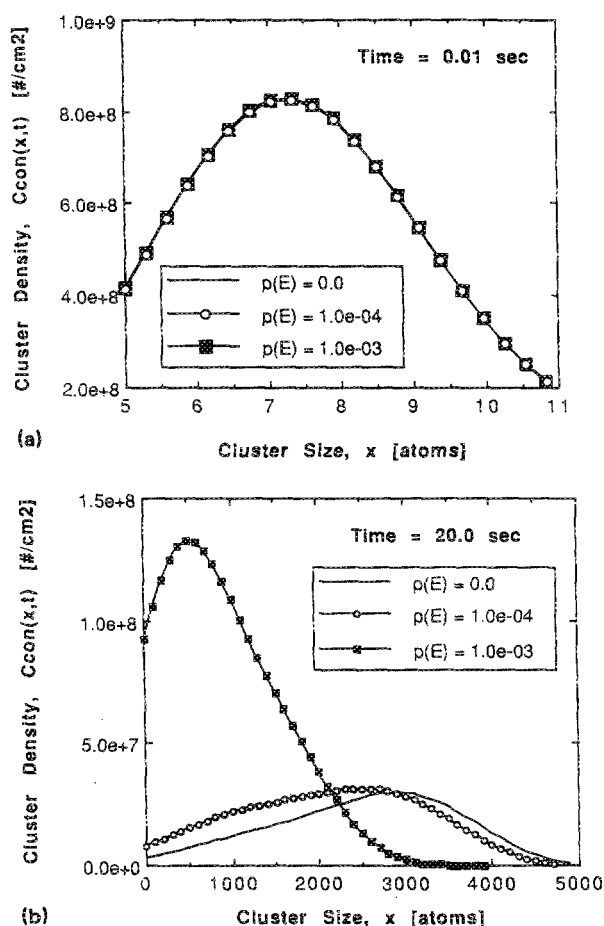 1.0e+9
Time = 0.01 sec
8.0e+8
6.0e+8
4.0e+8
2.0e+8
Cluster Density, Ccon(x,t) [#/cm2]
p(E) = 0.0
p(E) = 1.0e-04
p(E) = 1.0e-03
5 6 7 8 9 10 11
(a)
Cluster Size, x [atoms]
1.5e+8
Time = 20.0 sec
1.0e+8
5.0e+7
0.0e+0
Cluster Density, Ccon(x,t) [#/cm2]
p(E) = 0.0
p(E) = 1.0e-04
p(E) = 1.0e-03
0 1000 2000 3000 4000 5000
(b)
Cluster Size, x [atoms]